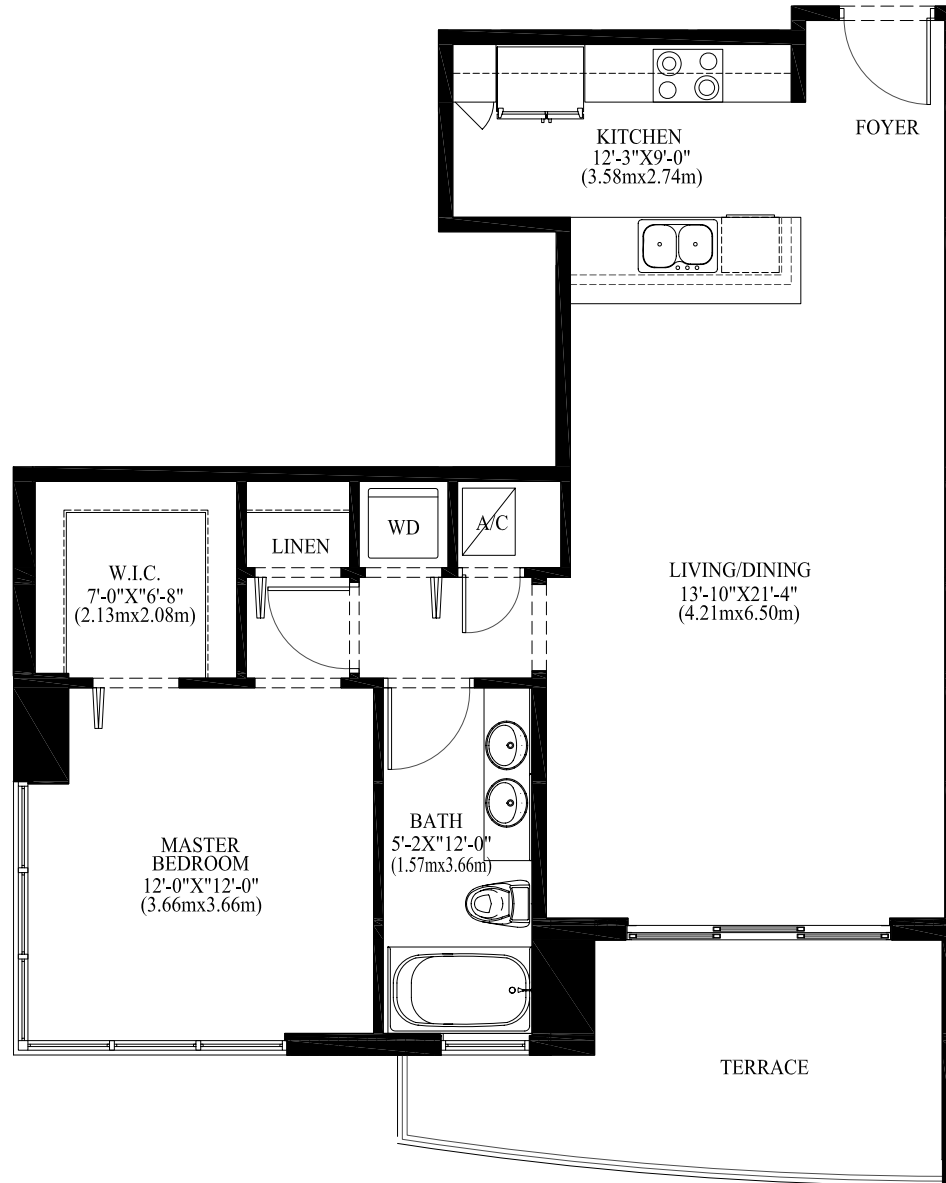 FOYER
KITCHEN
12'-3"X9'-0"
(3.58mx2.74m)
LINEN
WD
A/C
W.I.C.
7'-0"X"6'-8"
(2.13mx2.08m)
LIVING/DINING
13'-10"X21'-4"
(4.21mx6.50m)
MASTER
BEDROOM
12'-0"X"12'-0"
(3.66mx3.66m)
BATH
5'-2X"12'-0"
(1.57mx3.66m)
TERRACE